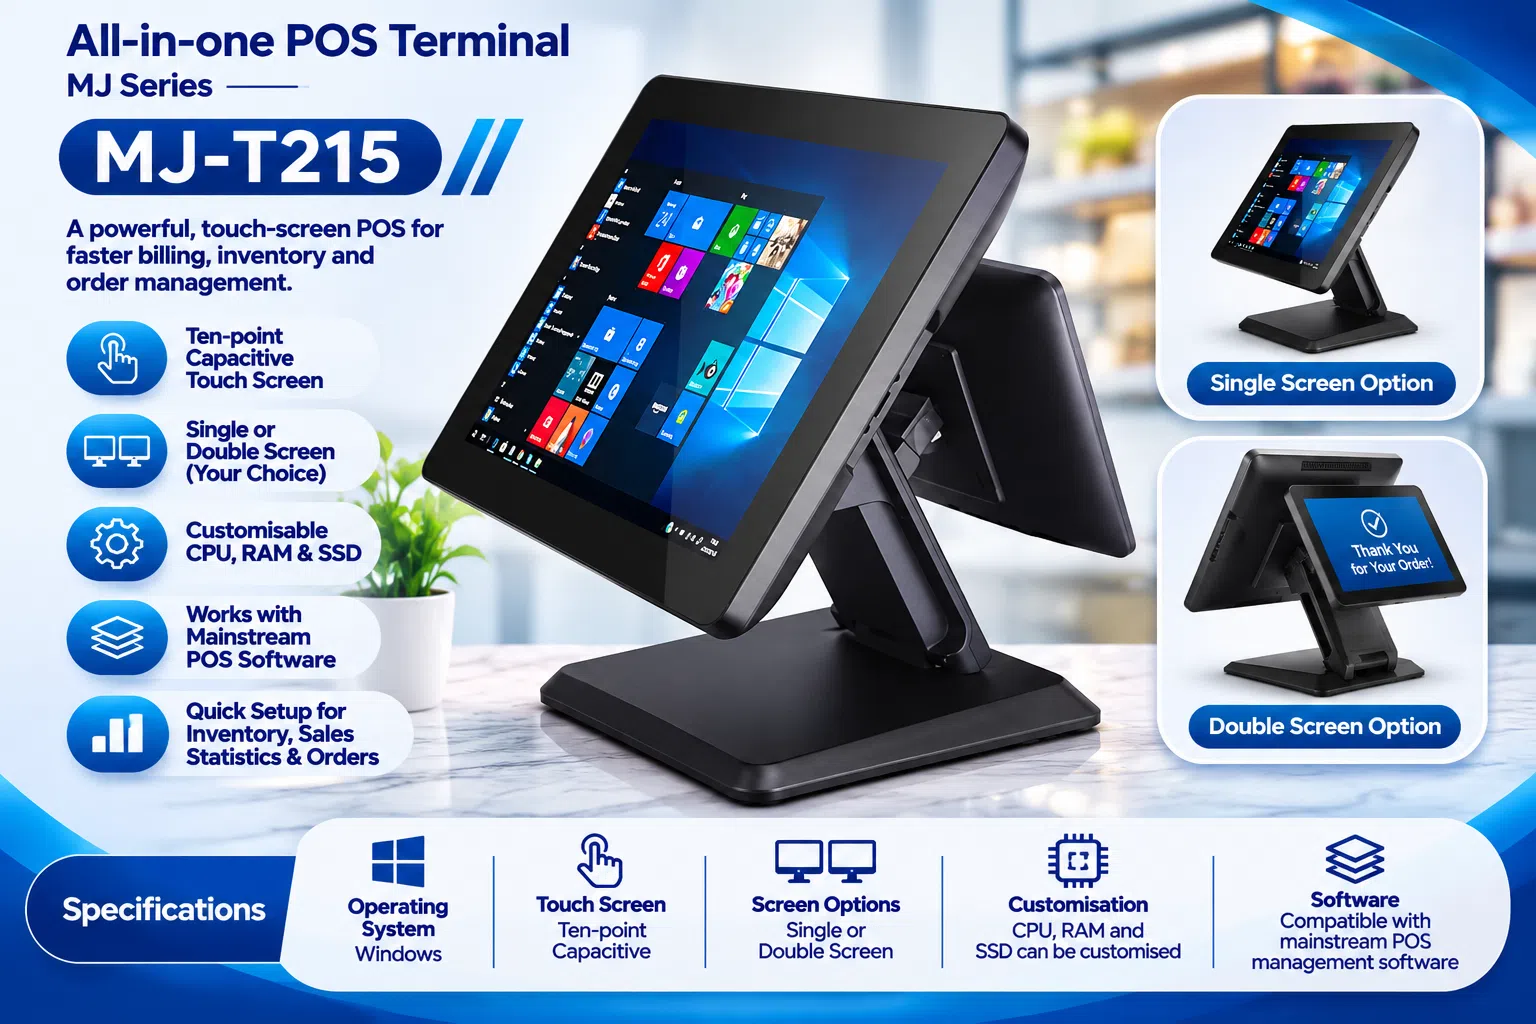 All-in-one POS Terminal
MJ Series
MJ-T215
A powerful, touch-screen POS for
faster billing, inventory and
order management.
Ten-point
Capacitive
Touch Screen
Single or
Double Screen
(Your Choice)
Customisable
CPU, RAM & SSD
Works with
Mainstream
POS Software
Quick Setup for
Inventory, Sales
Statistics & Orders
Single Screen Option
Thank You
for Your Order!
Double Screen Option
Specifications
Operating
System
Windows
Touch Screen
Ten-point
Capacitive
Screen Options
Single or
Double Screen
Customisation
CPU, RAM and
SSD can be customised
Software
Compatible with
mainstream POS
management software